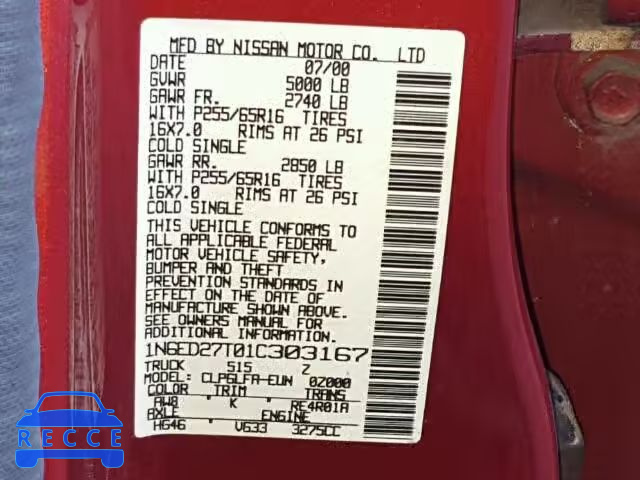 MFD BY NISSAN MOTOR CO. LTD
DATE 07/00
GVWR 5000 LB
GAWR FR. 2740 LB
WITH P255/65R16 TIRES
16X7.0 RIMS AT 26 PSI
COLD SINGLE
GAWR RR. 2850 LB
WITH P255/65R16 TIRES
16X7.0 RIMS AT 26 PSI
COLD SINGLE
THIS VEHICLE CONFORMS TO
ALL APPLICABLE FEDERAL
MOTOR VEHICLE SAFETY,
BUMPER AND THEFT
PREVENTION STANDARDS IN
EFFECT ON THE DATE OF
MANUFACTURE SHOWN ABOVE.
SEE OWNERS MANUAL FOR
ADDITIONAL INFORMATION.
1N6ED27T01C303167
TRUCK 515 Z
MODEL: CLPGLFA-EUN 0Z000
COLOR TRIM TRANS
AW8 K RE4R01A
AXLE ENGINE
HG46 VG33 3275CC
RECCE